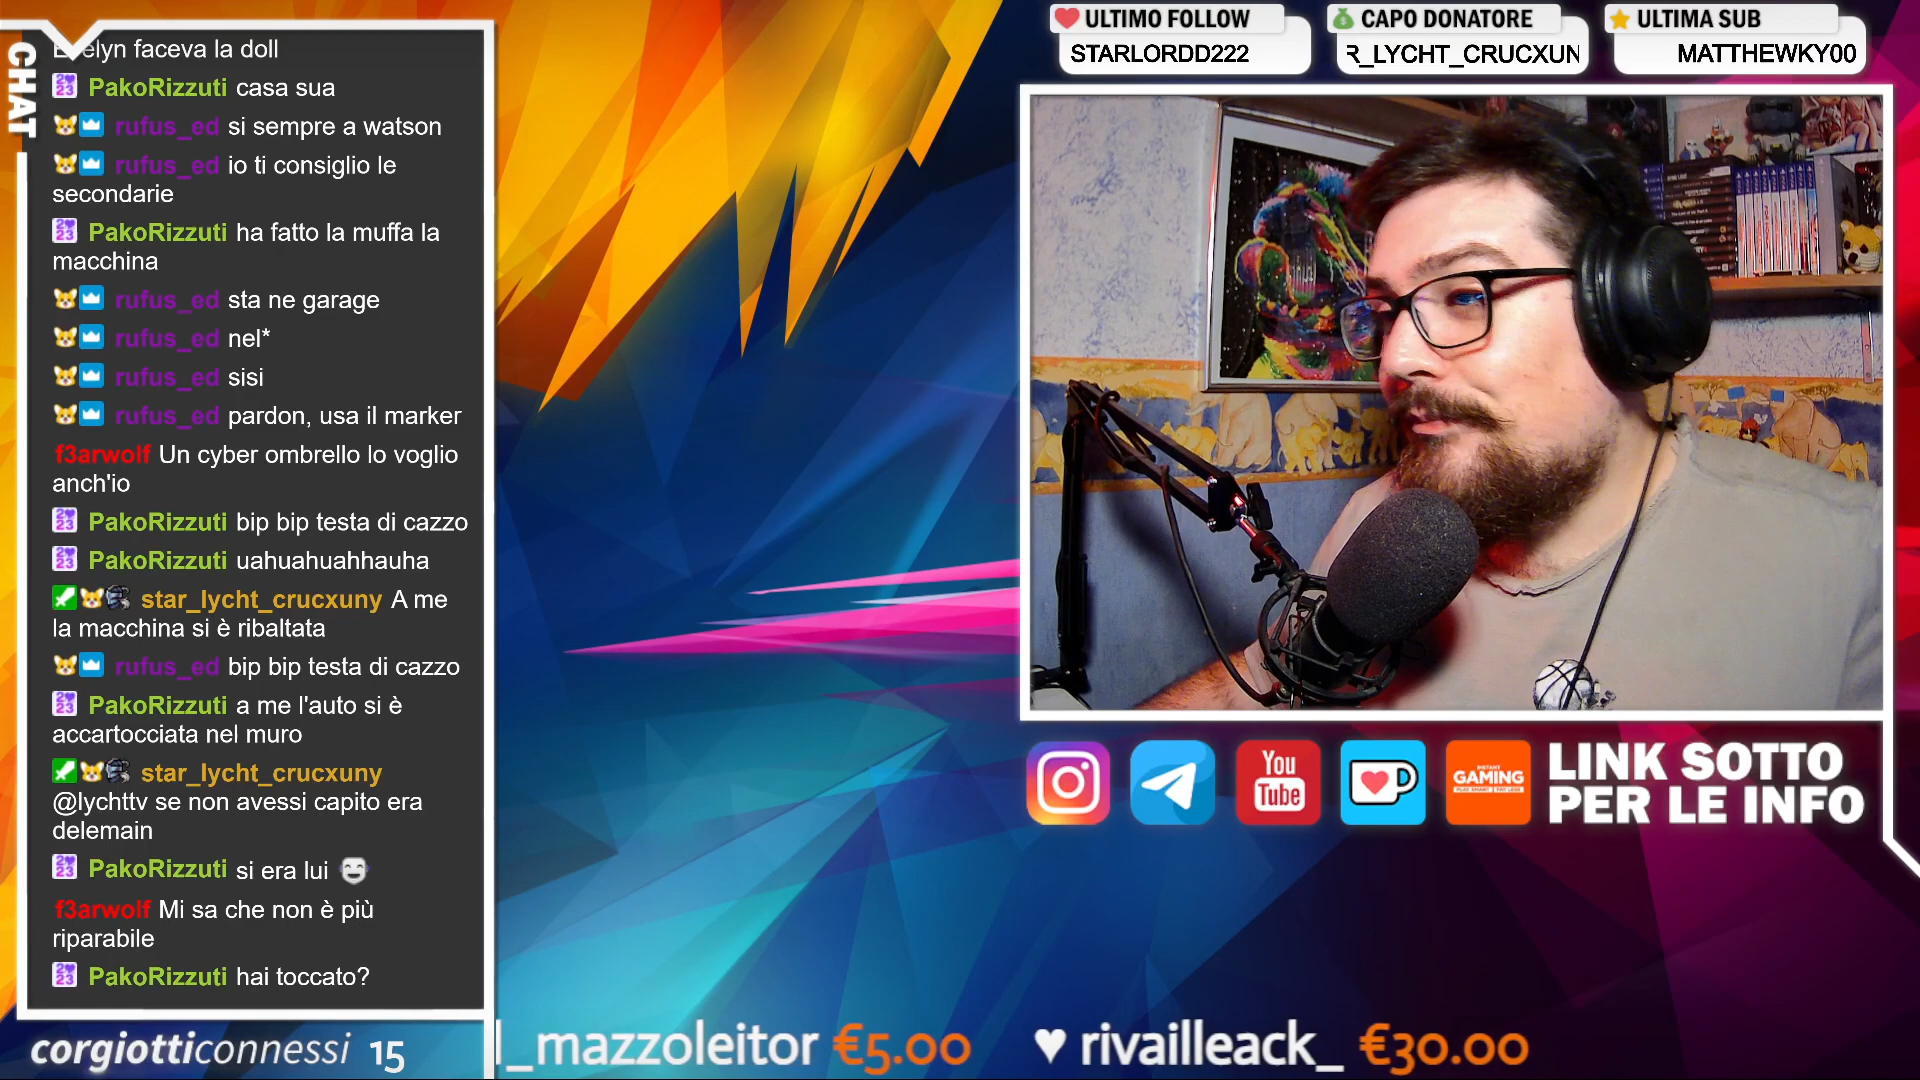 CHAT
elyn faceva la doll
PakoRizzuti casa sua
rufus_ed si sempre a watson
rufus_ed io ti consiglio le
secondarie
PakoRizzuti ha fatto la muffa la
macchina
rufus_ed sta ne garage
rufus_ed nel*
rufus_ed sisi
rufus_ed pardon, usa il marker
f3arwolf Un cyber ombrello lo voglio
anch'io
PakoRizzuti bip bip testa di cazzo
PakoRizzuti uahuahuahhauha
star_lycht_crucxuny A me
la macchina si è ribaltata
rufus_ed bip bip testa di cazzo
PakoRizzuti a me l'auto si è
accartocciata nel muro
star_lycht_crucxuny
@lychttv se non avessi capito era
delemain
PakoRizzuti si era lui
f3arwolf Mi sa che non è più
riparabile
PakoRizzuti hai toccato?
corgiotticonnessi 15
l_mazzoleitor €5.00 ♥ rivailleack_ €30.00
ULTIMO FOLLOW
STARLORDD222
CAPO DONATORE
R_LYCHT_CRUCXUN
ULTIMA SUB
MATTHEWKY00
You
Tube
INSTANT
GAMING
LINK SOTTO
PER LE INFO